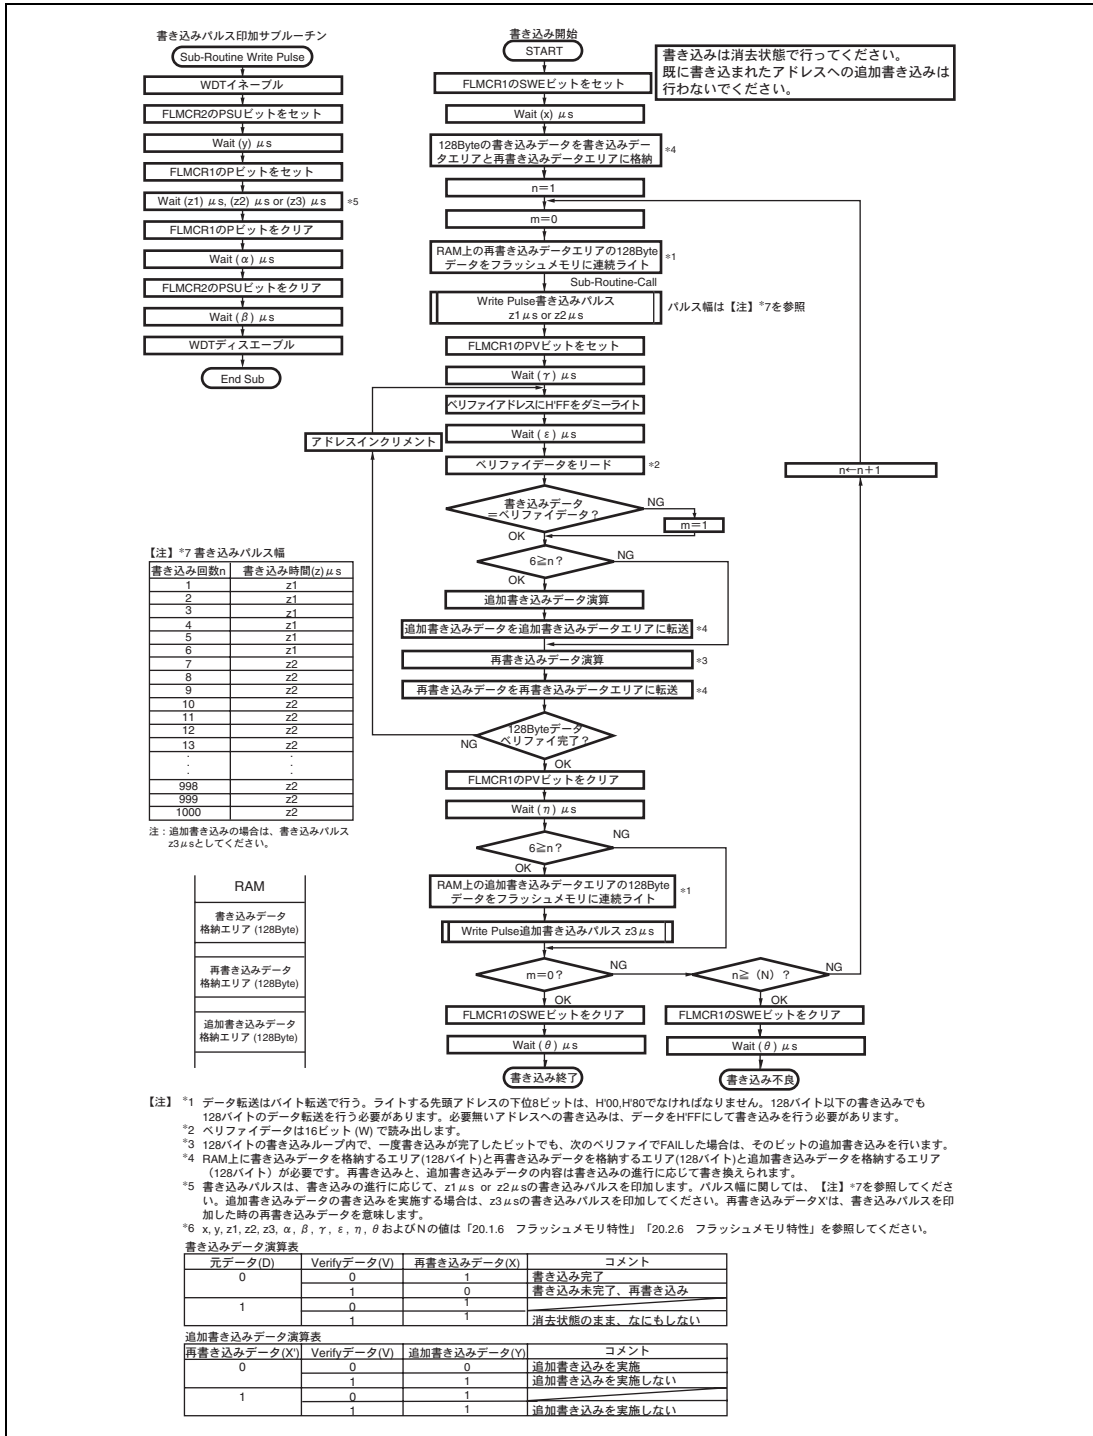 書き込みパルス印加サブルーチン
Sub-Routine Write Pulse
WDTイネーブル
FLMCR2のPSUビットをセット
Wait (y) μs
FLMCR1のPビットをセット
Wait (z1) μs, (z2) μs or (z3) μs *5
FLMCR1のPビットをクリア
Wait (α) μs
FLMCR2のPSUビットをクリア
Wait (β) μs
WDTディスエーブル
End Sub
書き込み開始
START
FLMCR1のSWEビットをセット
Wait (x) μs
128Byteの書き込みデータを書き込みデー
タエリアと再書き込みデータエリアに格納 *4
n=1
m=0
RAM上の再書き込みデータエリアの128Byte
データをフラッシュメモリに連続ライト *1
Sub-Routine-Call
Write Pulse書き込みパルス
z1μs or z2μs
パルス幅は【注】*7を参照
FLMCR1のPVビットをセット
Wait (γ) μs
ベリファイアドレスにH'FFをダミーライト
Wait (ε) μs
ベリファイデータをリード *2
アドレスインクリメント
書き込みデータ
=ベリファイデータ?
NG
m=1
OK
6≧n?
NG
OK
追加書き込みデータ演算
追加書き込みデータを追加書き込みデータエリアに転送 *4
再書き込みデータ演算 *3
再書き込みデータを再書き込みデータエリアに転送 *4
128Byteデータ
ベリファイ完了?
NG
OK
FLMCR1のPVビットをクリア
Wait (η) μs
6≧n?
NG
OK
RAM上の追加書き込みデータエリアの128Byte
データをフラッシュメモリに連続ライト *1
Write Pulse追加書き込みパルス z3μs
m=0?
NG
n≧(N)?
NG
n←n+1
OK
OK
FLMCR1のSWEビットをクリア
FLMCR1のSWEビットをクリア
Wait (θ) μs
Wait (θ) μs
書き込み終了
書き込み不良
書き込みは消去状態で行ってください。
既に書き込まれたアドレスへの追加書き込みは
行わないでください。
【注】*7 書き込みパルス幅
書き込み回数n 書き込み時間(z)μs
1 z1
2 z1
3 z1
4 z1
5 z1
6 z1
7 z2
8 z2
9 z2
10 z2
11 z2
12 z2
13 z2
. .
. .
. .
998 z2
999 z2
1000 z2
注:追加書き込みの場合は、書き込みパルス
z3μsとしてください。
RAM
書き込みデータ
格納エリア (128Byte)
再書き込みデータ
格納エリア (128Byte)
追加書き込みデータ
格納エリア (128Byte)
【注】 *1 データ転送はバイト転送で行う。ライトする先頭アドレスの下位8ビットは、H'00,H'80でなければなりません。128バイト以下の書き込みでも
128バイトのデータ転送を行う必要があります。必要無いアドレスへの書き込みは、データをH'FFにして書き込みを行う必要があります。
*2 ベリファイデータは16ビット (W) で読み出します。
*3 128バイトの書き込みループ内で、一度書き込みが完了したビットでも、次のベリファイでFAILした場合は、そのビットの追加書き込みを行います。
*4 RAM上に書き込みデータを格納するエリア(128バイト)と再書き込みデータを格納するエリア(128バイト)と追加書き込みデータを格納するエリア
(128バイト)が必要です。再書き込みと、追加書き込みデータの内容は書き込みの進行に応じて書き換えられます。
*5 書き込みパルスは、書き込みの進行に応じて、z1μs or z2μsの書き込みパルスを印加します。パルス幅に関しては、【注】*7を参照してくださ
い。追加書き込みデータの書き込みを実施する場合は、z3μsの書き込みパルスを印加してください。再書き込みデータX'は、書き込みパルスを印
加した時の再書き込みデータを意味します。
*6 x, y, z1, z2, z3, α, β, γ, ε, η, θ およびNの値は「20.1.6 フラッシュメモリ特性」「20.2.6 フラッシュメモリ特性」を参照してください。
書き込みデータ演算表
元データ(D) Verifyデータ(V) 再書き込みデータ(X) コメント
0 0 1 書き込み完了
1 0 書き込み未完了、再書き込み
1 0 1
1 1 消去状態のまま、なにもしない
追加書き込みデータ演算表
再書き込みデータ(X') Verifyデータ(V) 追加書き込みデータ(Y) コメント
0 0 0 追加書き込みを実施
1 1 追加書き込みを実施しない
1 0 1
1 1 追加書き込みを実施しない